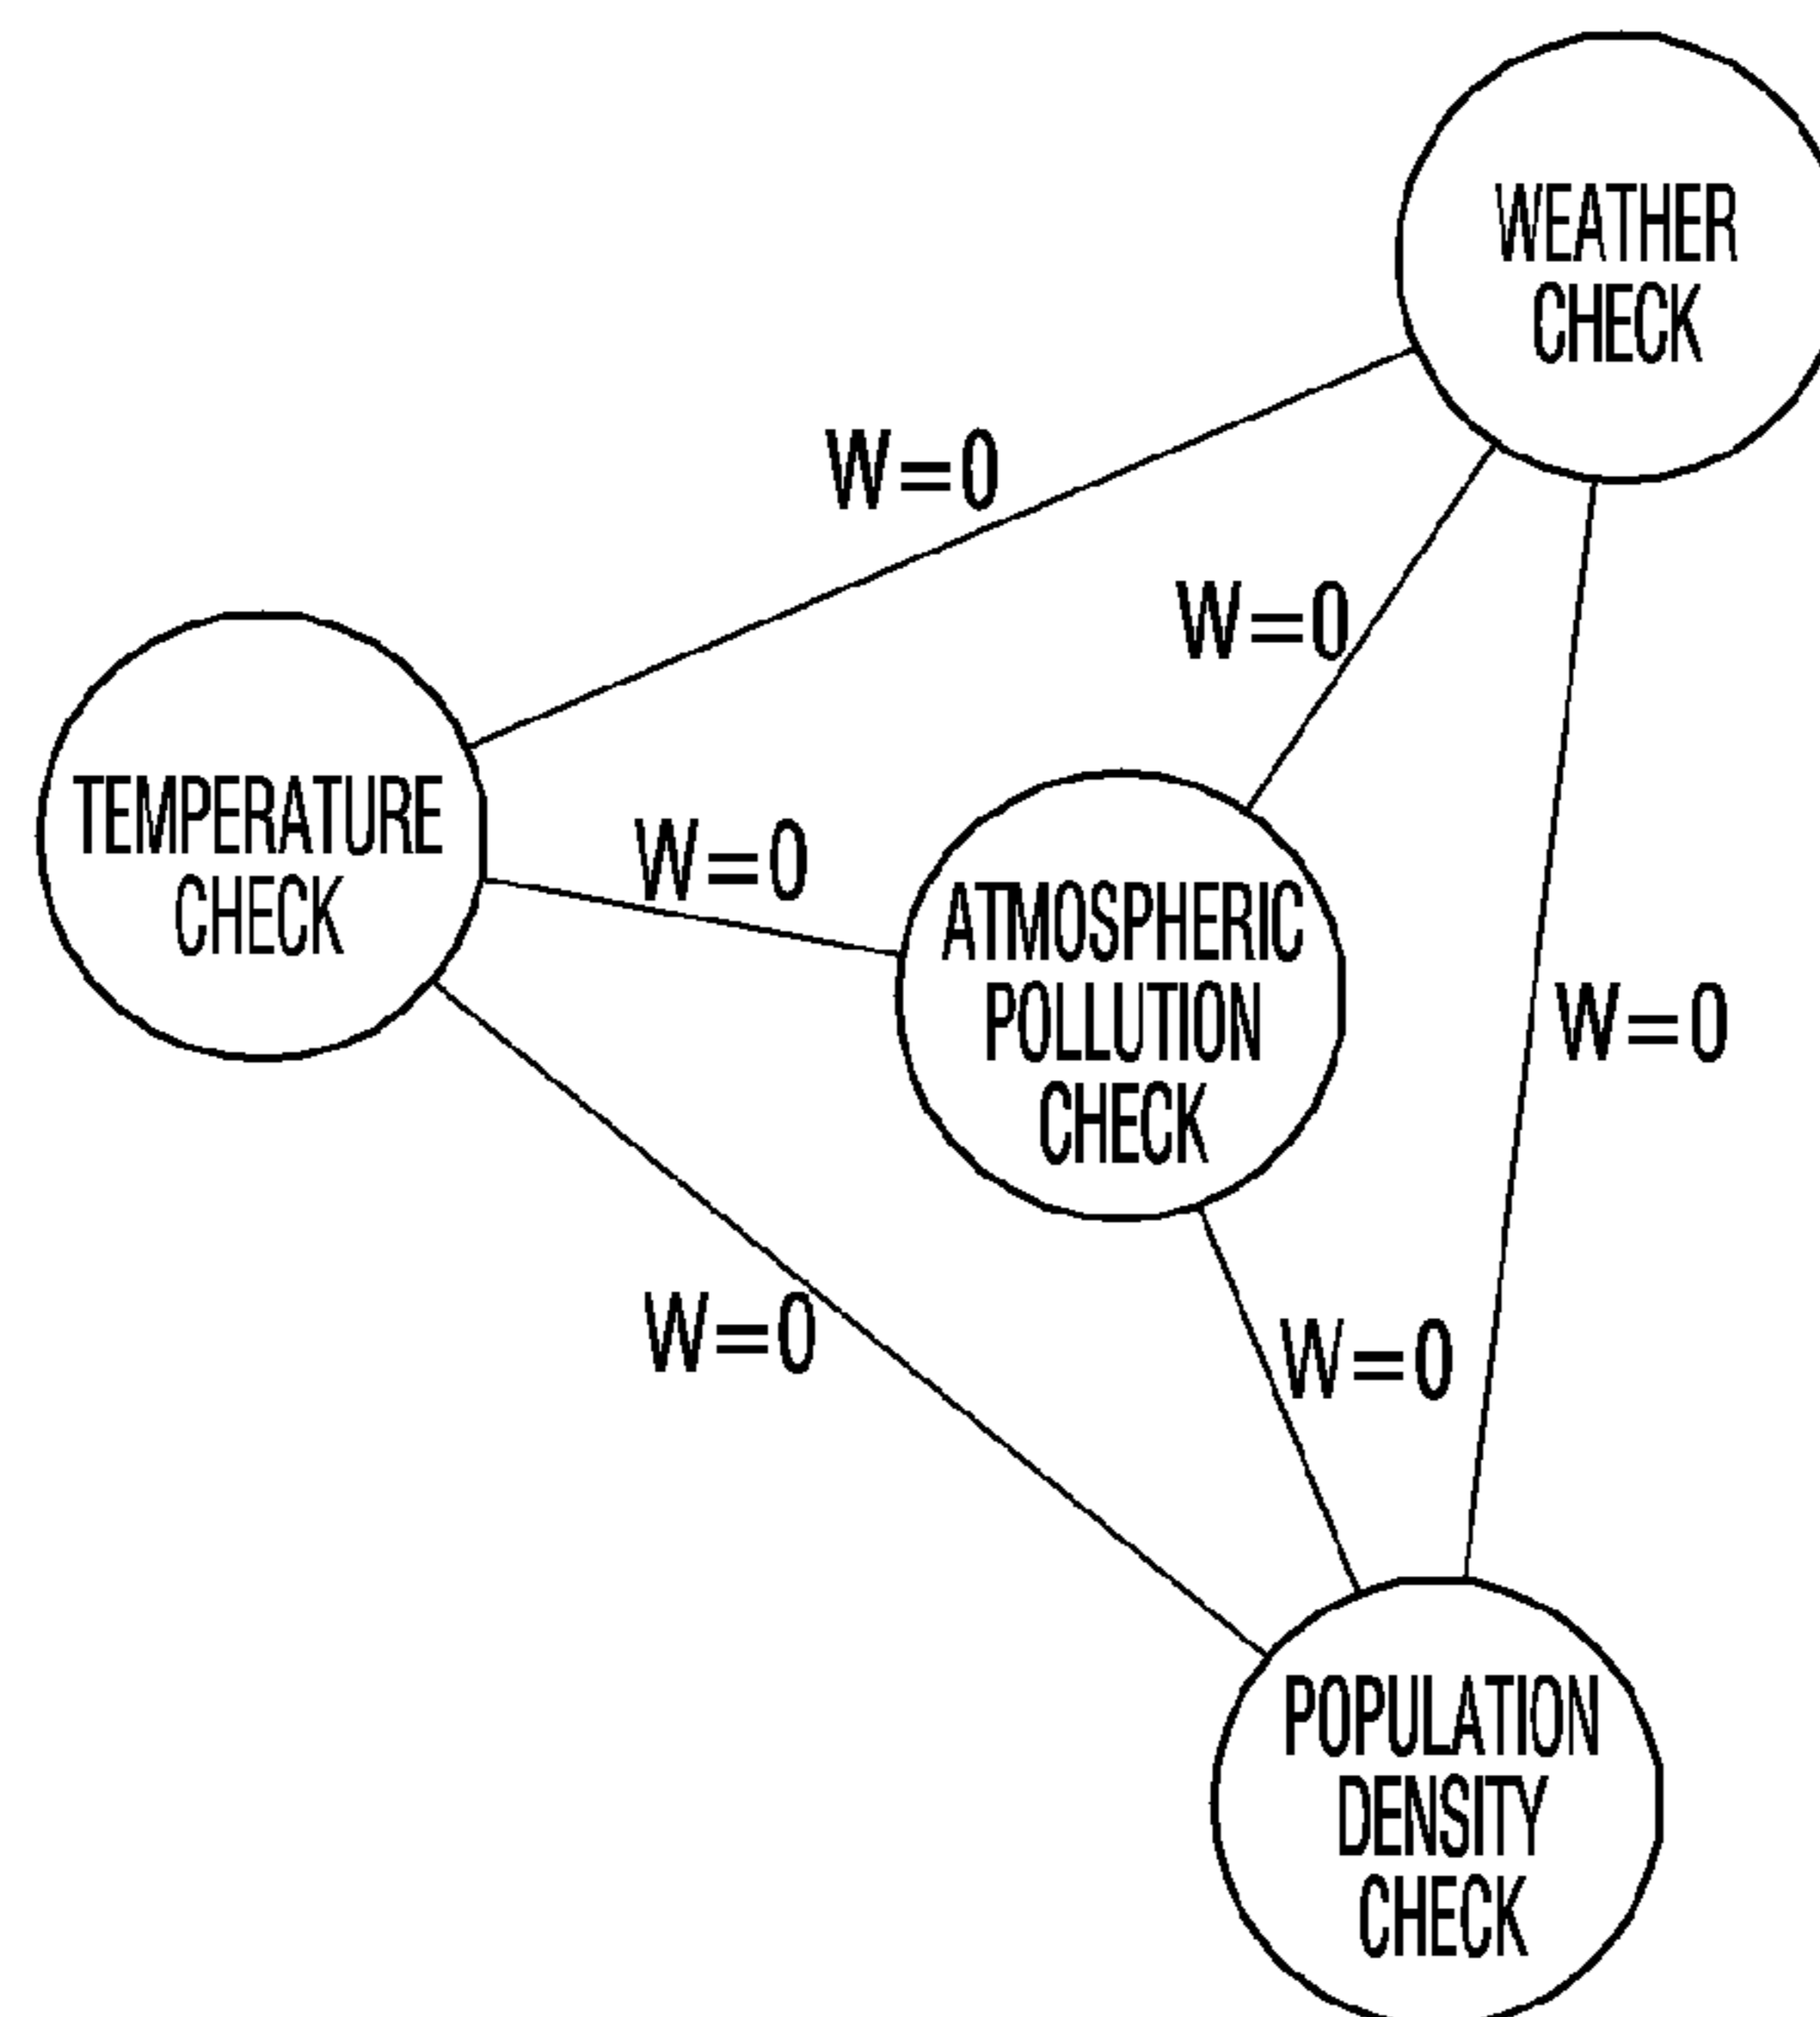 WEATHER
CHECK
W=0
W=0
TEMPERATURE
CHECK
W=0
ATMOSPHERIC
POLLUTION
CHECK
W=0
W=0
W=0
POPULATION
DENSITY
CHECK